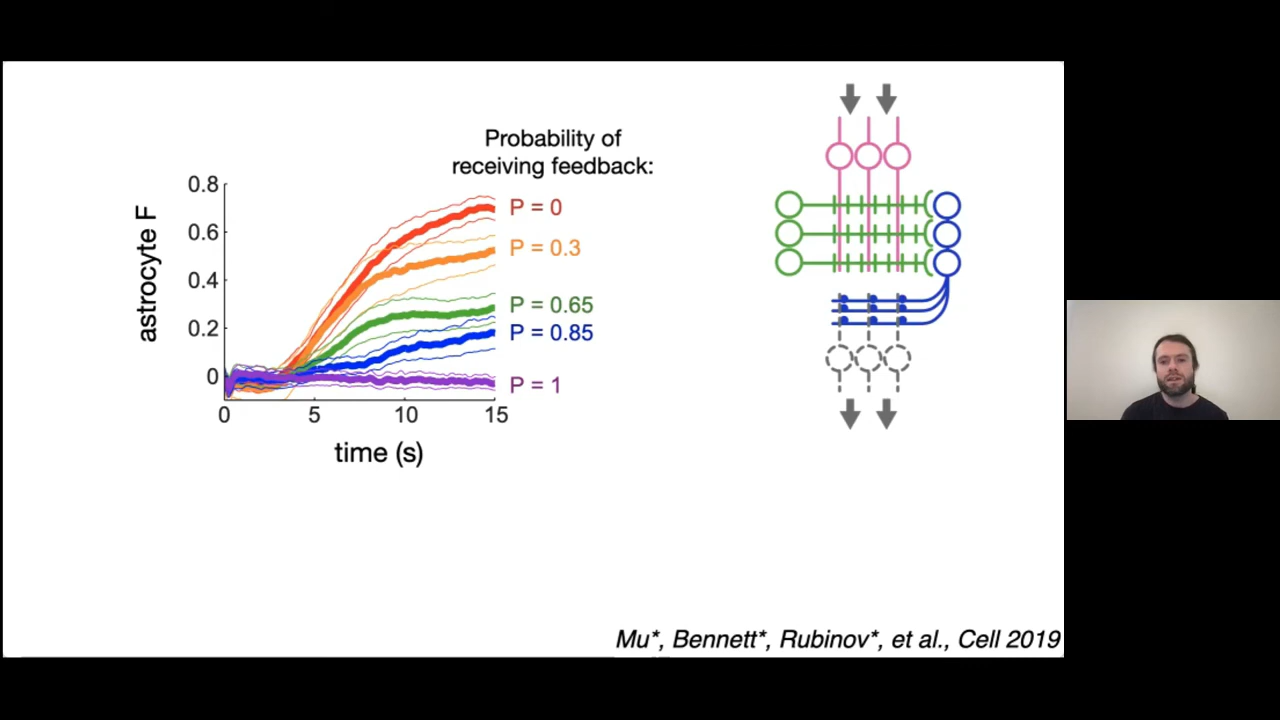 Probability of
receiving feedback:
0.8
0.6
0.4
0.2
0
astrocyte F
P = 0
P = 0.3
P = 0.65
P = 0.85
P = 1
0 5 10 15
time (s)
Mu*, Bennett*, Rubinov*, et al., Cell 2019